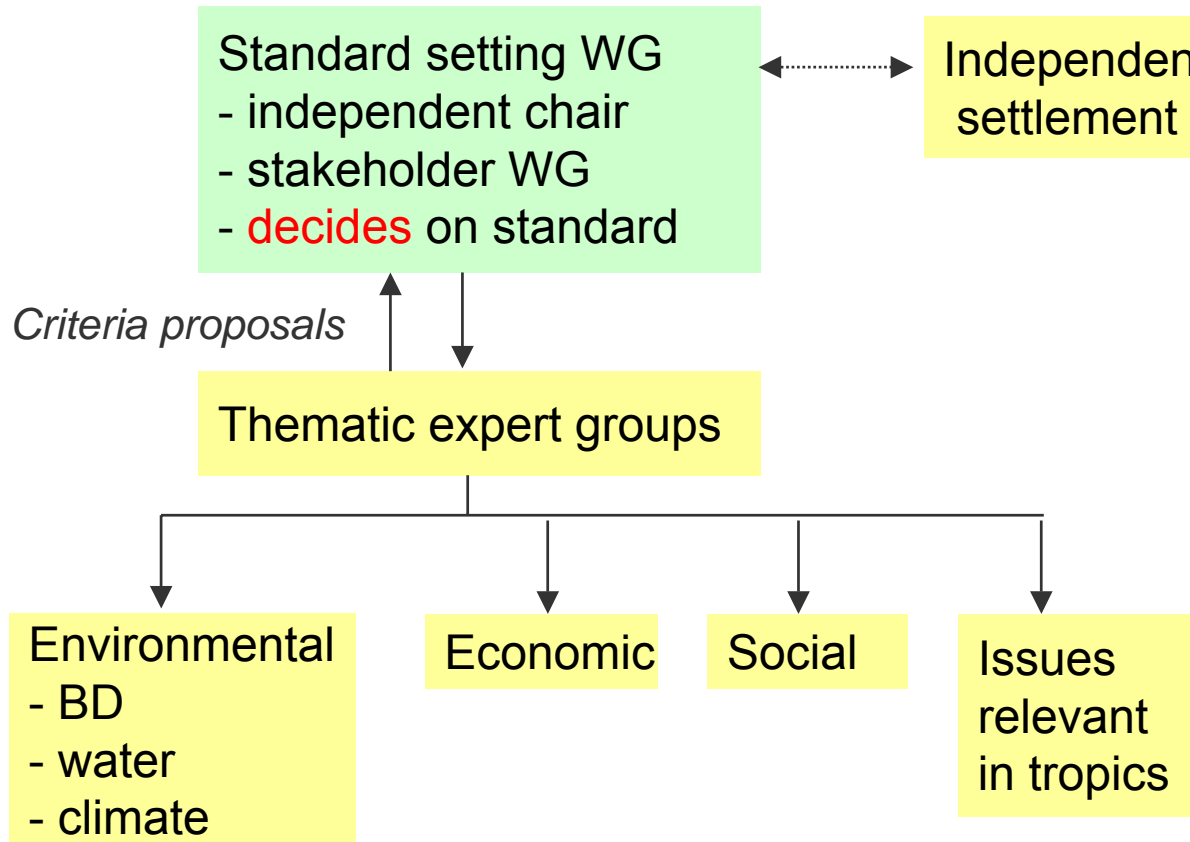 Standard setting WG
- independent chair
- stakeholder WG
- decides on standard
Independen
settlement
Criteria proposals
Thematic expert groups
Environmental
- BD
- water
- climate
Economic
Social
Issues
relevant
in tropics